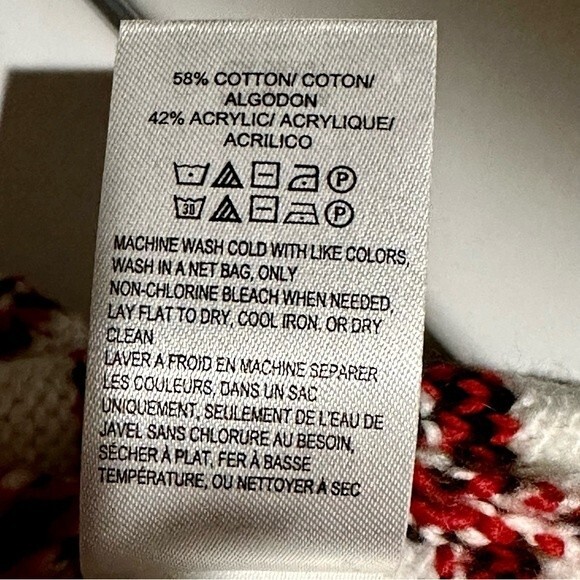 58% COTTON/ COTON/
ALGODON
42% ACRYLIC/ ACRYLIQUE/
ACRILICO
P
30 P
MACHINE WASH COLD WITH LIKE COLORS,
WASH IN A NET BAG, ONLY
NON-CHLORINE BLEACH WHEN NEEDED,
LAY FLAT TO DRY, COOL IRON. OR DRY
CLEAN
LAVER A FROID EN MACHINE SEPARER
LES COULEURS, DANS UN SAC
UNIQUEMENT, SEULEMENT DE L'EAU DE
JAVEL SANS CHLORURE AU BESOIN,
SÉCHER À PLAT, FER À BASSE
TEMPÉRATURE, OU NETTOYER À SEC